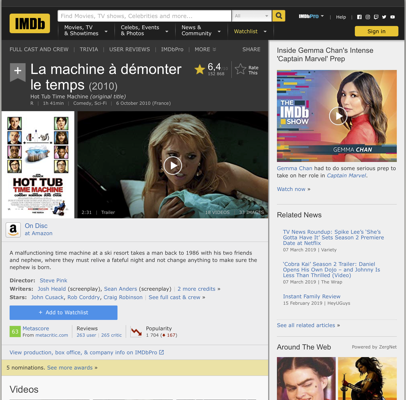 IMDb
Find Movies, TV shows, Celebrities and more...
All
IMDbPro
Help
Movies, TV
& Showtimes
Celebs, Events
& Photos
News &
Community
Watchlist
Sign in
FULL CAST AND CREW | TRIVIA | USER REVIEWS | IMDbPro | MORE
SHARE
La machine à démonter
le temps (2010)
Hot Tub Time Machine (original title)
R | 1h 41min | Comedy, Sci-Fi | 6 October 2010 (France)
6,4
Rate
This
HOT TUB
TIME MACHINE
2:31 | Trailer
On Disc
at Amazon
A malfunctioning time machine at a ski resort takes a man back to 1986 with his two friends
and nephew, where they must relive a fateful night and not change anything to make sure the
nephew is born.
Director: Steve Pink
Writers: Josh Heald (screenplay), Sean Anders (screenplay) | 2 more credits »
Stars: John Cusack, Rob Corddry, Craig Robinson | See full cast & crew »
+ Add to Watchlist
63
Metascore
From metacritic.com
Reviews
263 user | 265 critic
Popularity
1 704 (167)
View production, box office, & company info on IMDbPro
5 nominations. See more awards »
Videos
Inside Gemma Chan's Intense
'Captain Marvel' Prep
THE
IMDb
SHOW
GEMMA CHAN
Gemma Chan had to do some serious prep to
take on her role in Captain Marvel.
Watch now »
Related News
TV News Roundup: Spike Lee's 'She's
Gotta Have It' Sets Season 2 Premiere
Date at Netflix
07 March 2019 | Variety
'Cobra Kai' Season 2 Trailer: Daniel
Opens His Own Dojo – and Johnny Is
Less Than Thrilled (Video)
07 March 2019 | The Wrap
Instant Family Review
15 February 2019 | HeyUGuys
See all related articles »
Around The Web
Powered by ZergNet